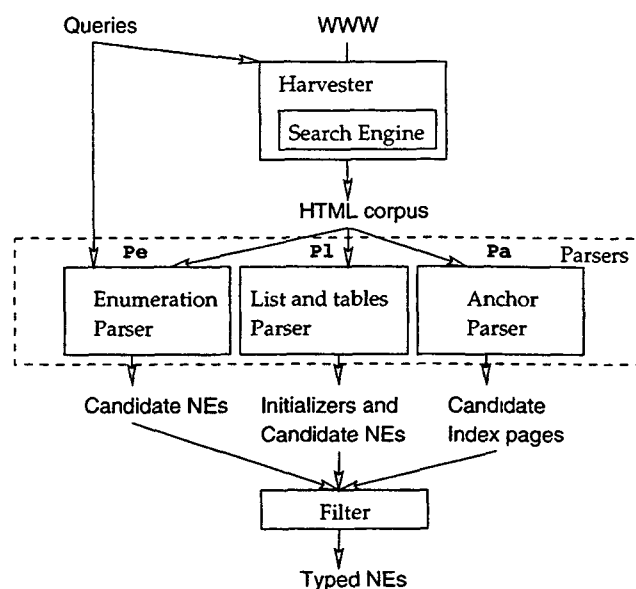 Queries
WWW
Harvester
Search Engine
HTML corpus
Pe
Pl
Pa
Parsers
Enumeration
Parser
List and tables
Parser
Anchor
Parser
Candidate NEs
Initializers and
Candidate NEs
Candidate
Index pages
Filter
Typed NEs